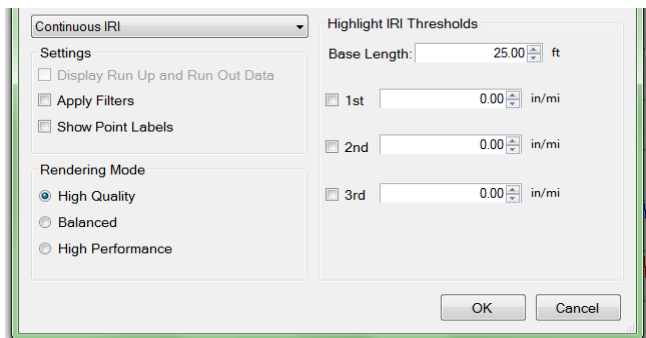 Continuous IRI
Settings
Display Run Up and Run Out Data
Apply Filters
Show Point Labels
Rendering Mode
High Quality
Balanced
High Performance
Highlight IRI Thresholds
Base Length: 25.00 ft
1st 0.00 in/mi
2nd 0.00 in/mi
3rd 0.00 in/mi
OK Cancel